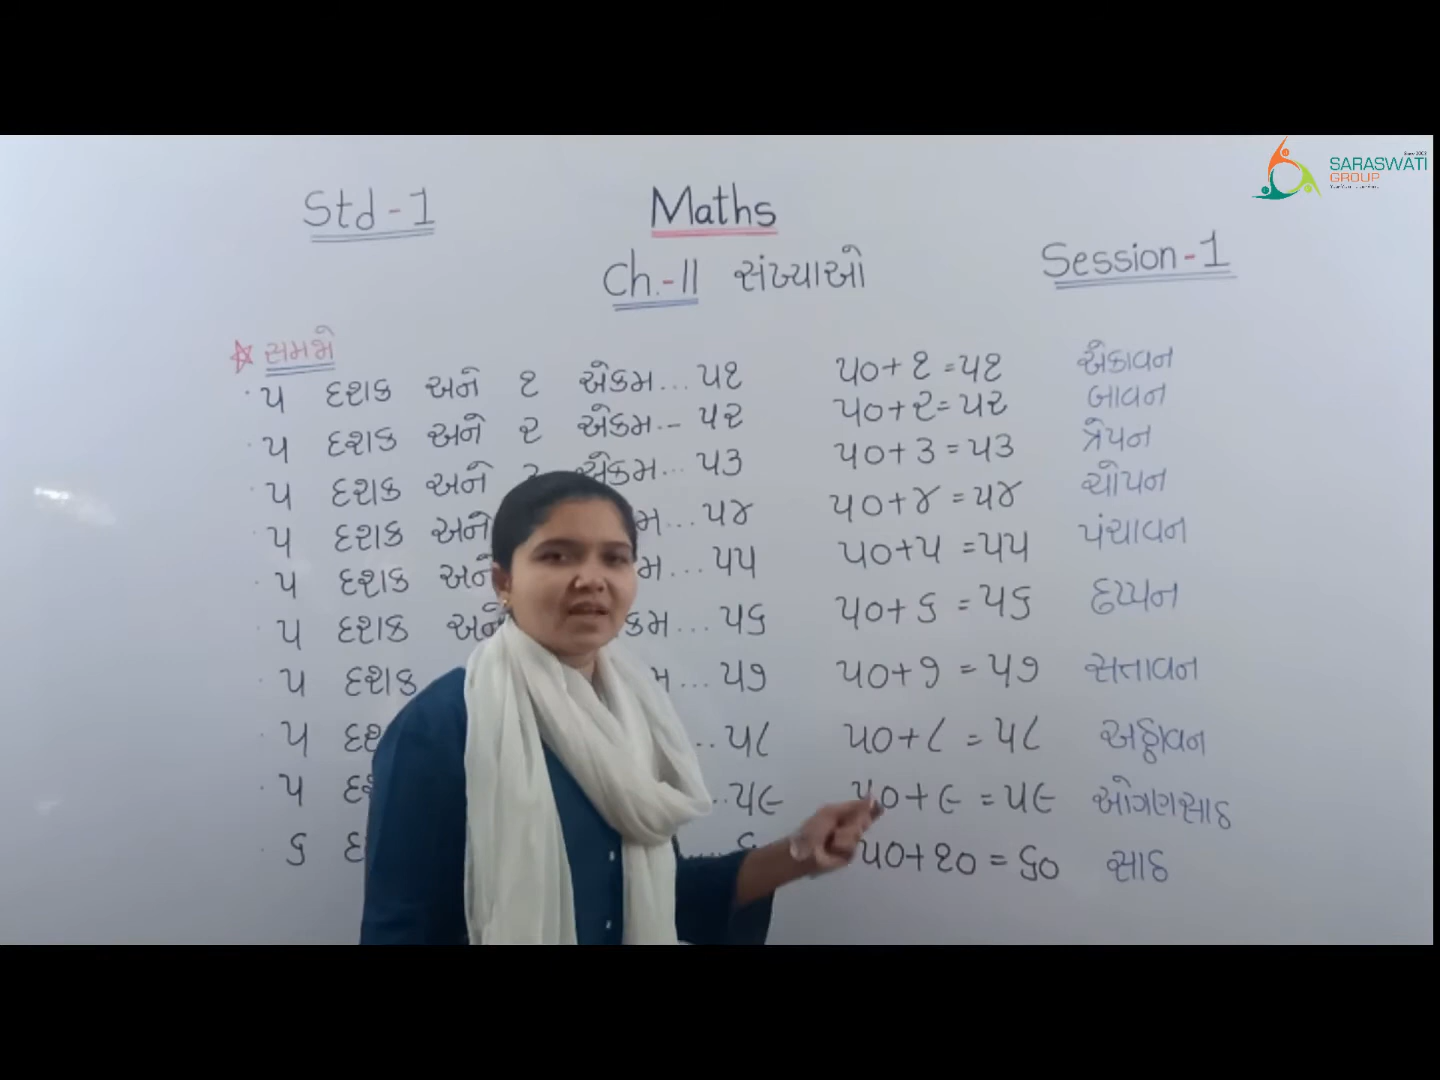 SARASWATI
GROUP
Std-1 Maths
Ch.-11 સંખ્યાઓ Session-1
સમજો
પ દશક અને ૧ એકમ... ૫૧ ૫૦+૧=૫૧ એકાવન
૫ દશક અને ૨ એકમ.-- ૫૨ ૫૦+૨=૫૨ બાવન
૫ દશક અને એકમ... ૫૩ ૫૦+૩=૫૩ ત્રેપન
૫ દશક અને મ... ૫૪ ૫૦+૪=૫૪ ચોપન
૫ દશક અને મ... ૫૫ ૫૦+૫=૫૫ પંચાવન
૫ દશક અને કમ... ૫૬ ૫૦+૬=૫૬ છપ્પન
૫ દશક મ... ૫૭ ૫૦+૭=૫૭ સત્તાવન
૫ ..૫૮ ૫૦+૮=૫૮ અઠ્ઠાવન
૫ ..૫૯ ૫૦+૯=૫૯ ઓગણસાઠ
૬ ૫૦+૧૦=૬૦ સાઠ